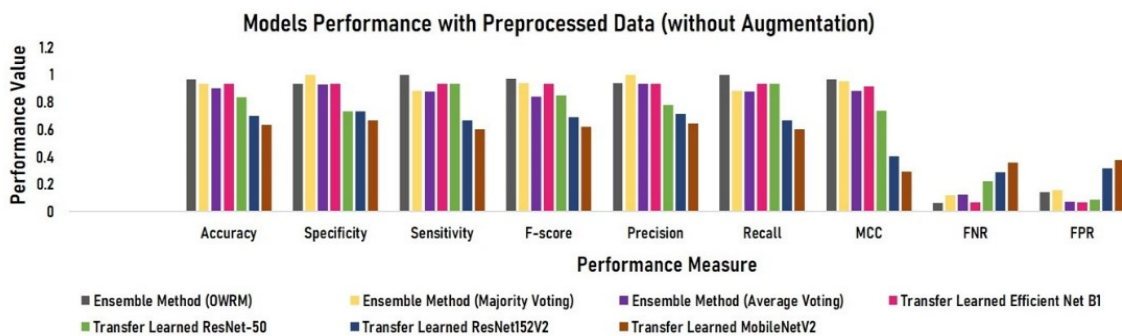 Models Performance with Preprocessed Data (without Augmentation)
1.2
1
0.8
0.6
0.4
0.2
0
Performance Value
Accuracy Specificity Sensitivity F-score Precision Recall MCC FNR FPR
Performance Measure
Ensemble Method (OWRM) Ensemble Method (Majority Voting) Ensemble Method (Average Voting) Transfer Learned Efficient Net B1
Transfer Learned ResNet-50 Transfer Learned ResNet152V2 Transfer Learned MobileNetV2